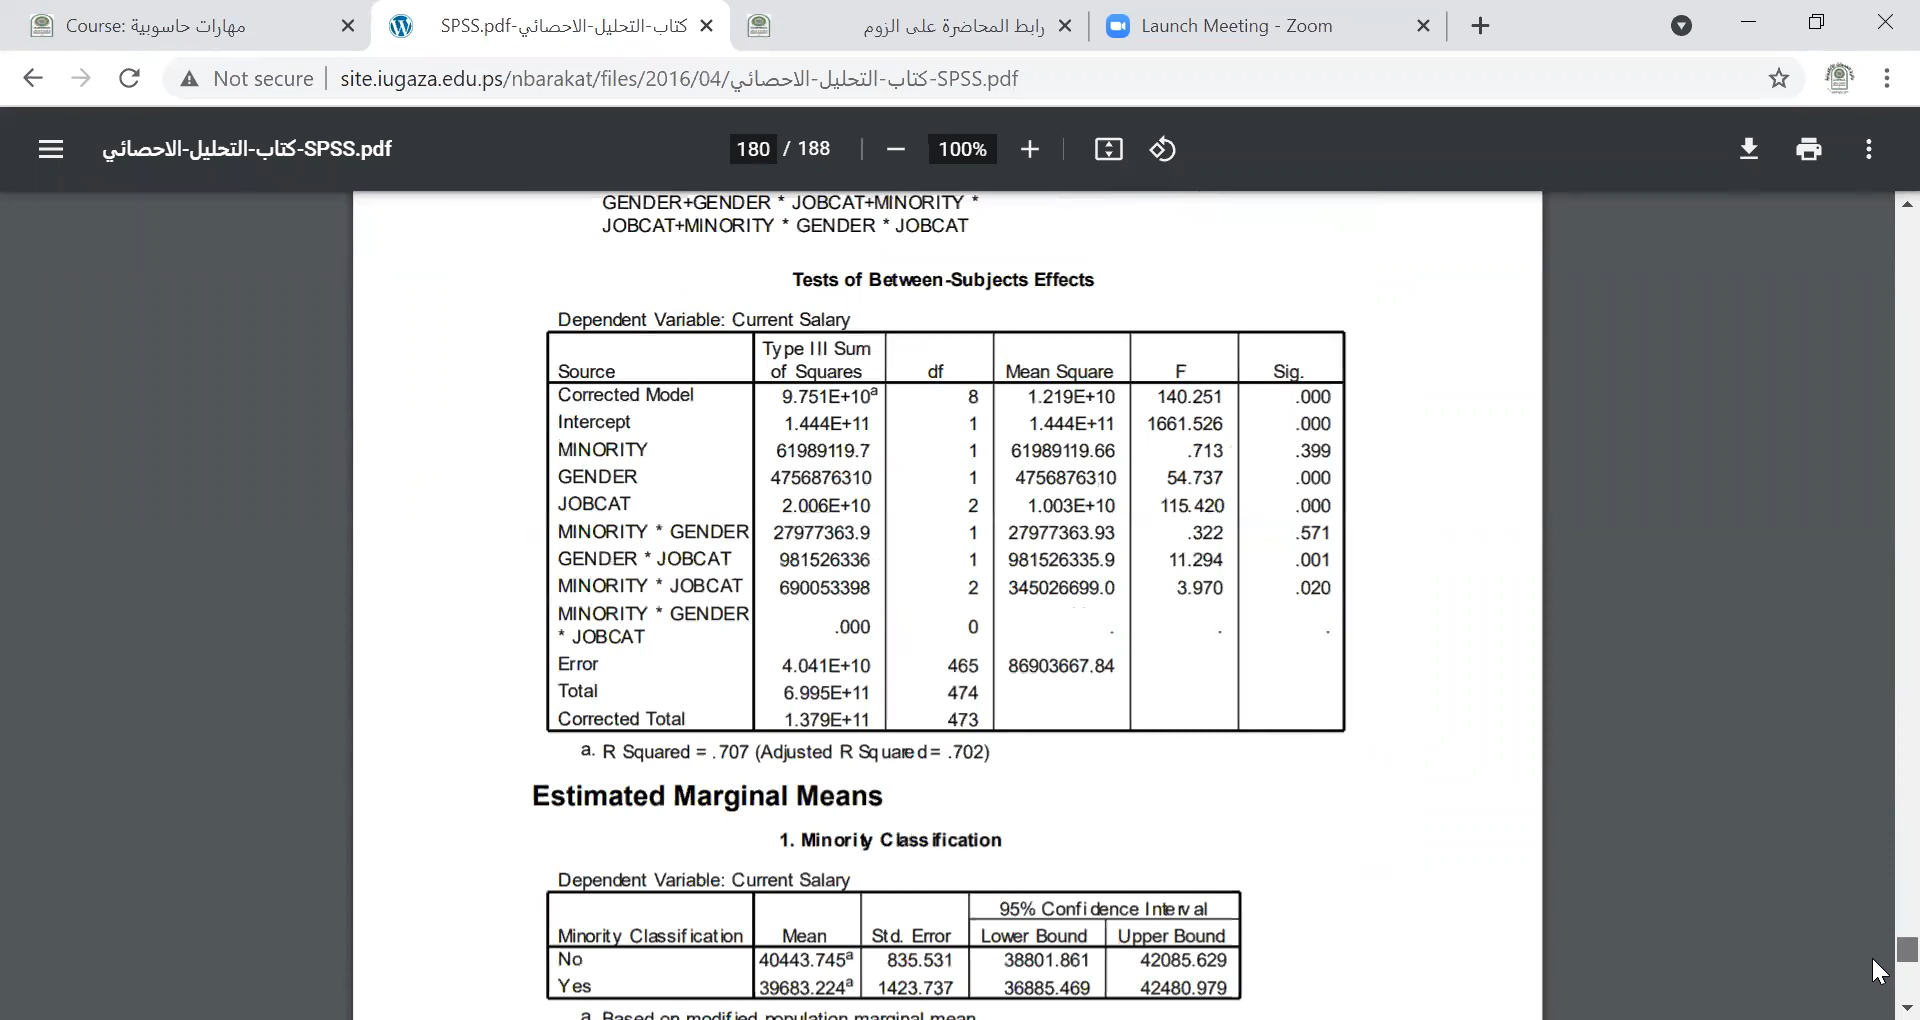 Course: مهارات حاسوبية
كتاب-التحليل-الاحصائي-SPSS.pdf
رابط المحاضرة على الزوم
Launch Meeting - Zoom
Not secure
site.iugaza.edu.ps/nbarakat/files/2016/04/كتاب-التحليل-الاحصائي-SPSS.pdf
كتاب-التحليل-الاحصائي-SPSS.pdf
180 / 188
100%
GENDER+GENDER * JOBCAT+MINORITY *
JOBCAT+MINORITY * GENDER * JOBCAT
Tests of Between-Subjects Effects
Dependent Variable: Current Salary
Type III Sum
Source of Squares df Mean Square F Sig.
Corrected Model 9.751E+10a 8 1.219E+10 140.251 .000
Intercept 1.444E+11 1 1.444E+11 1661.526 .000
MINORITY 61989119.7 1 61989119.66 .713 .399
GENDER 4756876310 1 4756876310 54.737 .000
JOBCAT 2.006E+10 2 1.003E+10 115.420 .000
MINORITY * GENDER 27977363.9 1 27977363.93 .322 .571
GENDER * JOBCAT 981526336 1 981526335.9 11.294 .001
MINORITY * JOBCAT 690053398 2 345026699.0 3.970 .020
MINORITY * GENDER
* JOBCAT .000 0 . . .
Error 4.041E+10 465 86903667.84
Total 6.995E+11 474
Corrected Total 1.379E+11 473
a. R Squared = .707 (Adjusted R Squared = .702)
Estimated Marginal Means
1. Minority Classification
Dependent Variable: Current Salary
95% Confidence Interval
Minority Classification Mean Std. Error Lower Bound Upper Bound
No 40443.745a 835.531 38801.861 42085.629
Yes 39683.224a 1423.737 36885.469 42480.979
a. Based on modified population marginal mean.